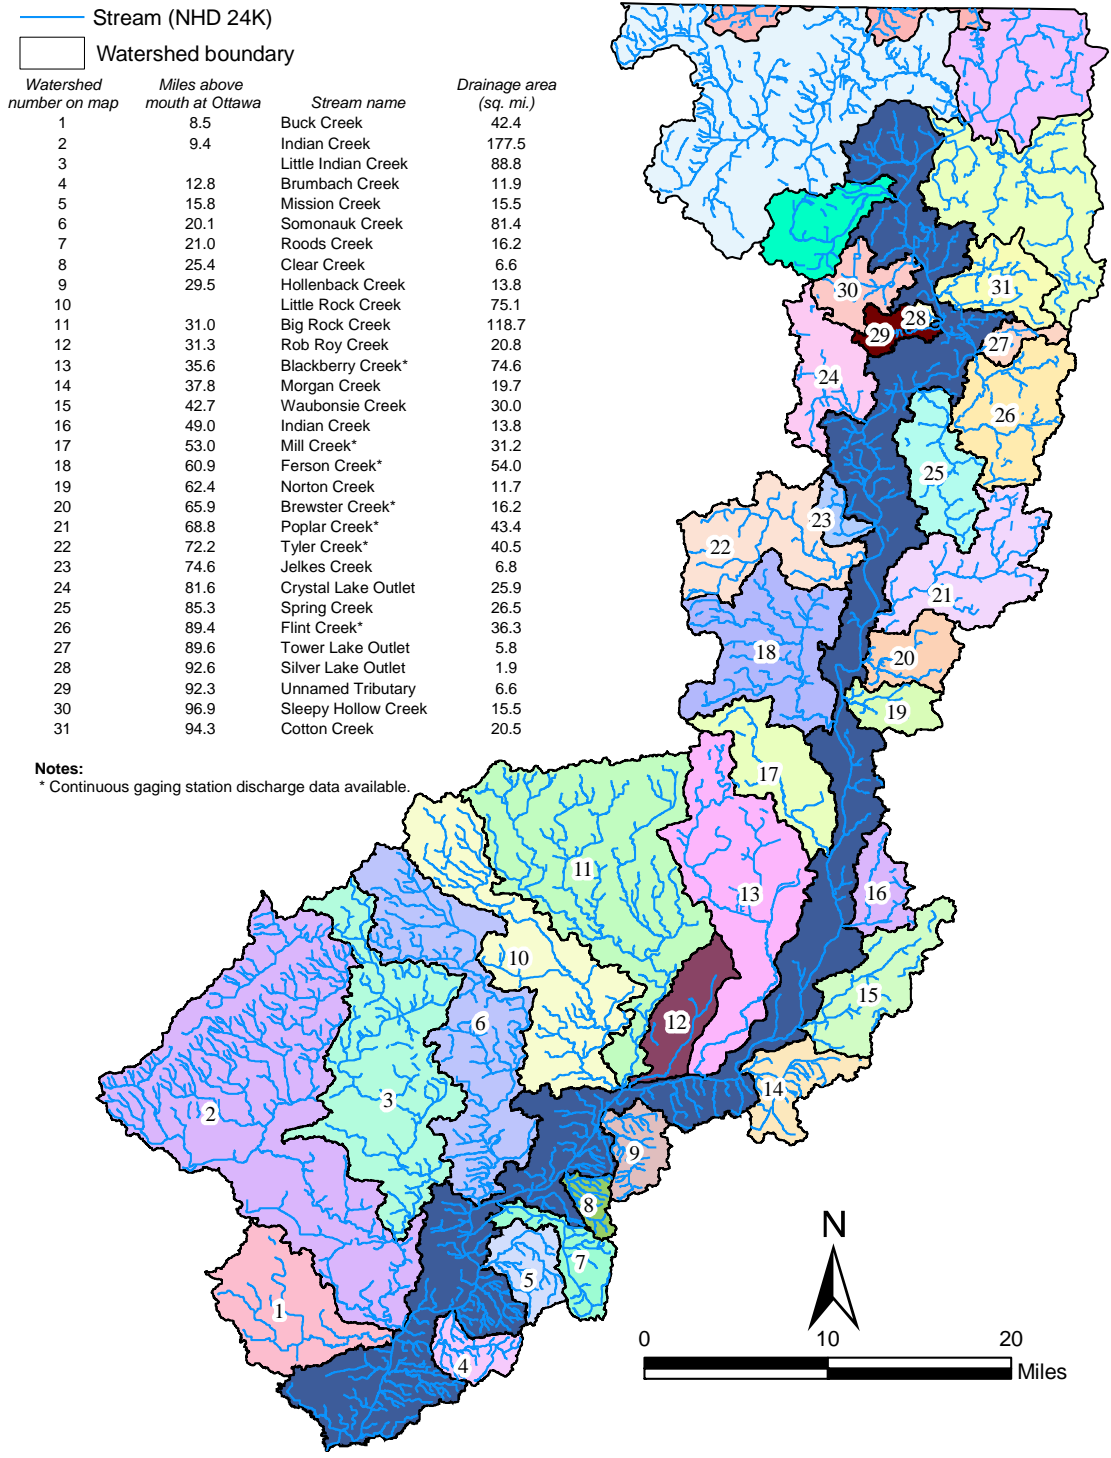 Stream (NHD 24K)
Watershed boundary
Watershed number on map Miles above mouth at Ottawa Stream name Drainage area (sq. mi.)
1 8.5 Buck Creek 42.4
2 9.4 Indian Creek 177.5
3 Little Indian Creek 88.8
4 12.8 Brumbach Creek 11.9
5 15.8 Mission Creek 15.5
6 20.1 Somonauk Creek 81.4
7 21.0 Roods Creek 16.2
8 25.4 Clear Creek 6.6
9 29.5 Hollenback Creek 13.8
10 Little Rock Creek 75.1
11 31.0 Big Rock Creek 118.7
12 31.3 Rob Roy Creek 20.8
13 35.6 Blackberry Creek* 74.6
14 37.8 Morgan Creek 19.7
15 42.7 Waubonsie Creek 30.0
16 49.0 Indian Creek 13.8
17 53.0 Mill Creek* 31.2
18 60.9 Ferson Creek* 54.0
19 62.4 Norton Creek 11.7
20 65.9 Brewster Creek* 16.2
21 68.8 Poplar Creek* 43.4
22 72.2 Tyler Creek* 40.5
23 74.6 Jelkes Creek 6.8
24 81.6 Crystal Lake Outlet 25.9
25 85.3 Spring Creek 26.5
26 89.4 Flint Creek* 36.3
27 89.6 Tower Lake Outlet 5.8
28 92.6 Silver Lake Outlet 1.9
29 92.3 Unnamed Tributary 6.6
30 96.9 Sleepy Hollow Creek 15.5
31 94.3 Cotton Creek 20.5
Notes:
* Continuous gaging station discharge data available.
30
31
28
29
27
24
26
25
23
22
21
18
20
19
17
11
13
16
10
15
6
12
14
3
2
9
8
7
5
1
4
N
0 10 20
Miles